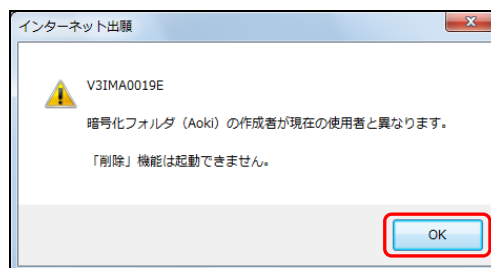 インターネット出願
V3IMA0019E
暗号化フォルダ（Aoki）の作成者が現在の使用者と異なります。
「削除」機能は起動できません。
OK